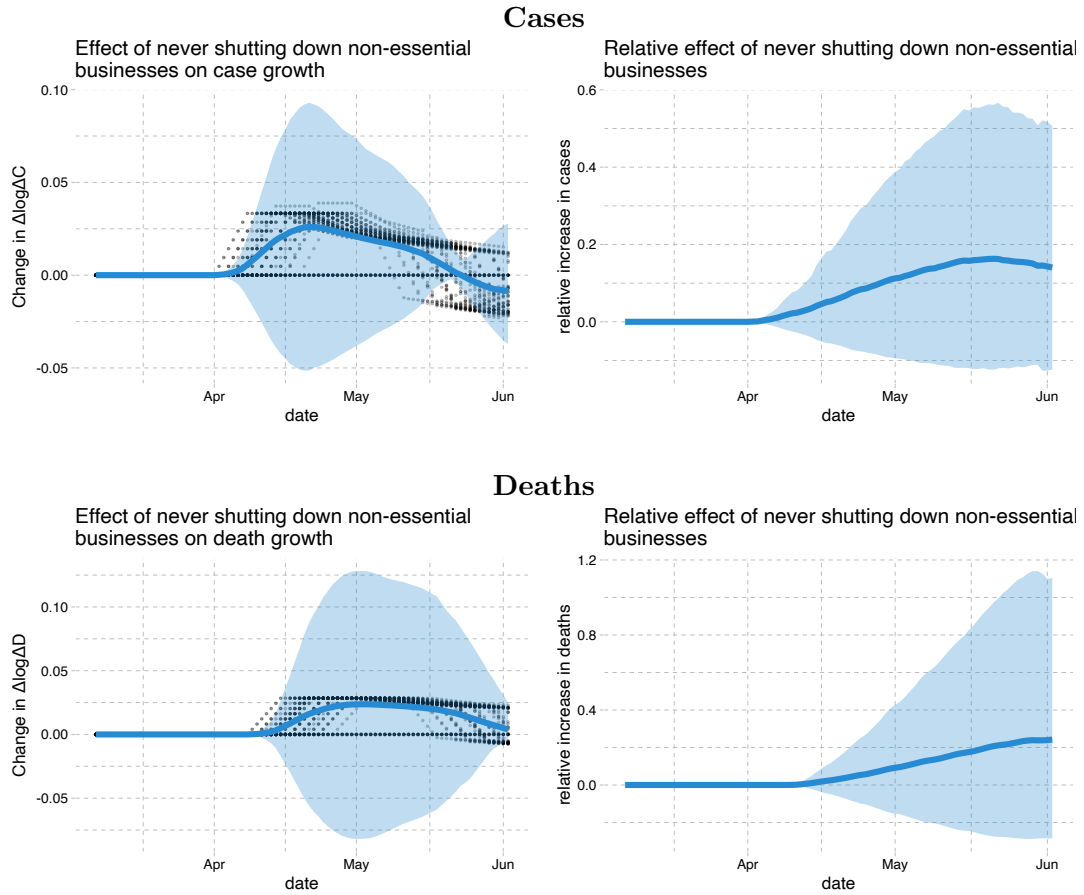 Cases
Effect of never shutting down non-essential
businesses on case growth
Change in ΔlogΔC
0.10
0.05
0.00
-0.05
Apr
May
Jun
date
Relative effect of never shutting down non-essential
businesses
relative increase in cases
0.6
0.4
0.2
0.0
Apr
May
Jun
date
Deaths
Effect of never shutting down non-essential
businesses on death growth
Change in ΔlogΔD
0.10
0.05
0.00
-0.05
Apr
May
Jun
date
Relative effect of never shutting down non-essential
businesses
relative increase in deaths
1.2
0.8
0.4
0.0
Apr
May
Jun
date